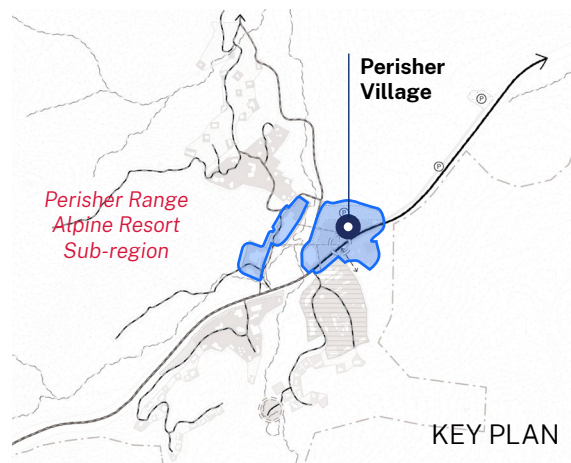 Perisher
Village
P
P
P
Perisher Range
Alpine Resort
Sub-region
KEY PLAN